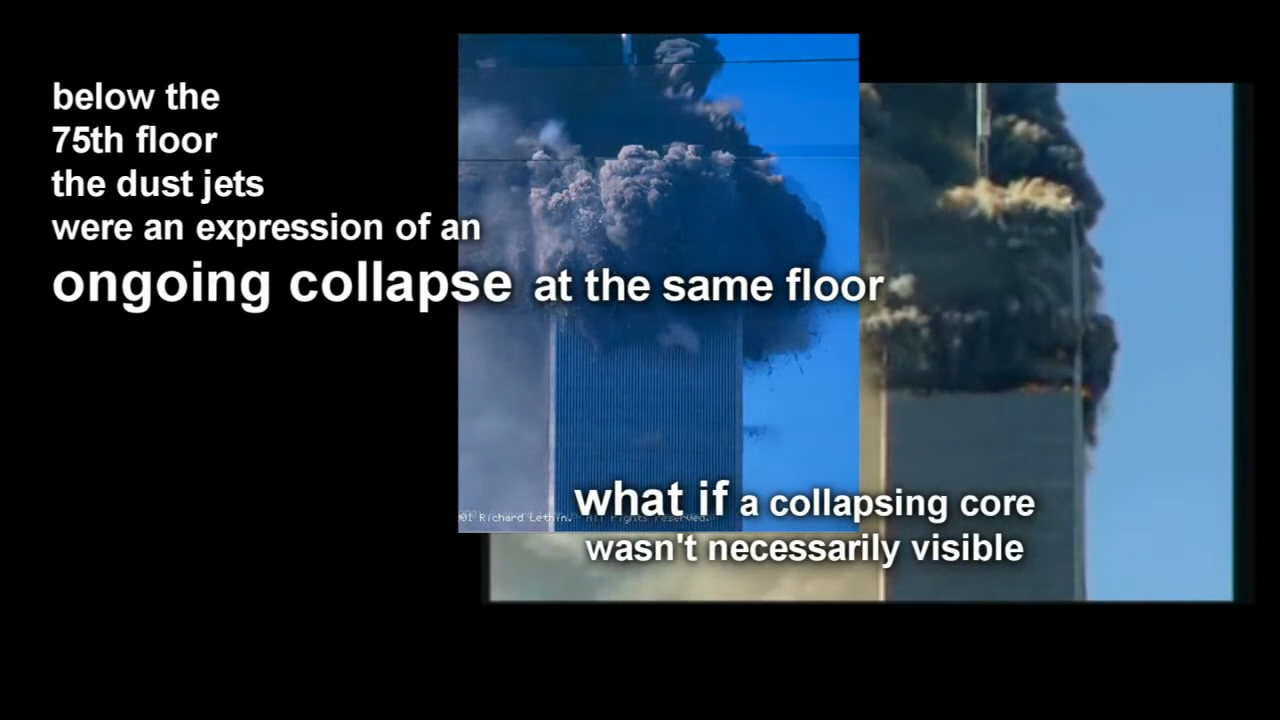 below the
75th floor
the dust jets
were an expression of an
ongoing collapse at the same floor
what if a collapsing core
01 Richard Lethin. All rights reserved.
wasn't necessarily visible